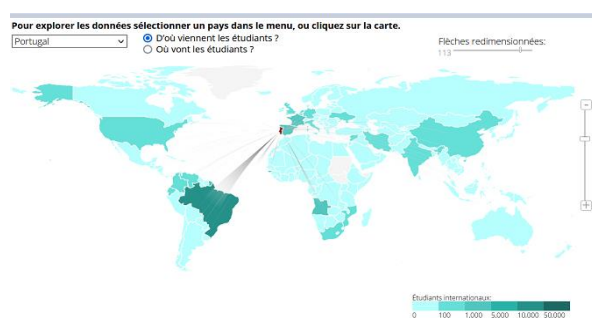 Pour explorer les données sélectionner un pays dans le menu, ou cliquez sur la carte.
Portugal
D'où viennent les étudiants ?
Où vont les étudiants ?
Flèches redimensionnées:
113
Étudiants internationaux:
0 100 1,000 5,000 10,000 50,000